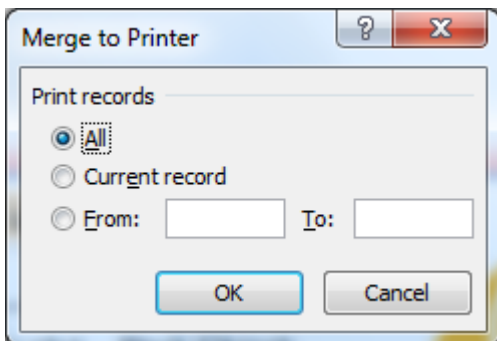 Merge to Printer
?
Print records
All
Current record
From: To:
OK Cancel